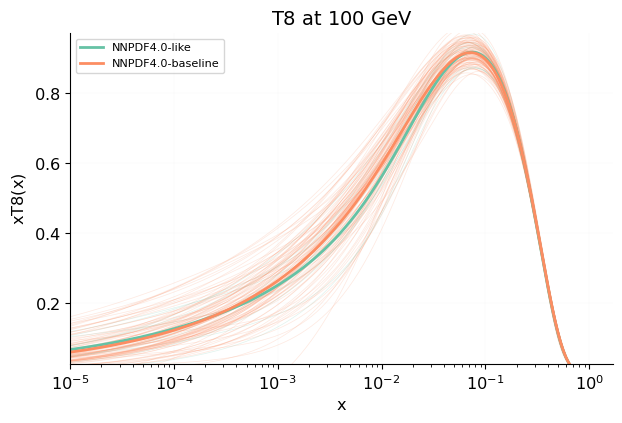 T8 at 100 GeV
NNPDF4.0-like
NNPDF4.0-baseline
xT8(x)
0.8
0.6
0.4
0.2
10⁻⁵ 10⁻⁴ 10⁻³ 10⁻² 10⁻¹ 10⁰
x